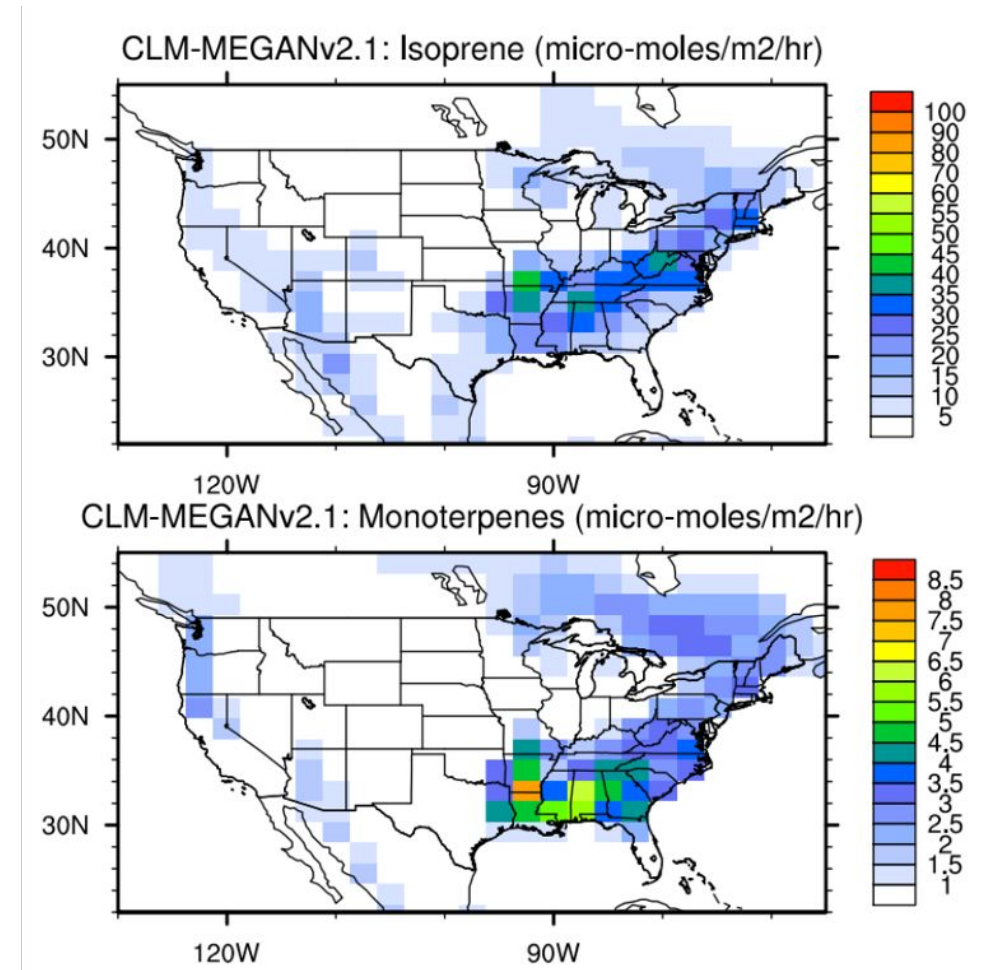 CLM-MEGANv2.1: Isoprene (micro-moles/m2/hr)
50N
40N
30N
120W
90W
100
90
80
70
60
55
50
45
40
35
30
25
20
15
10
5
CLM-MEGANv2.1: Monoterpenes (micro-moles/m2/hr)
50N
40N
30N
120W
90W
8.5
8
7.5
7
6.5
6
5.5
5
4.5
4
3.5
3
2.5
2
1.5
1